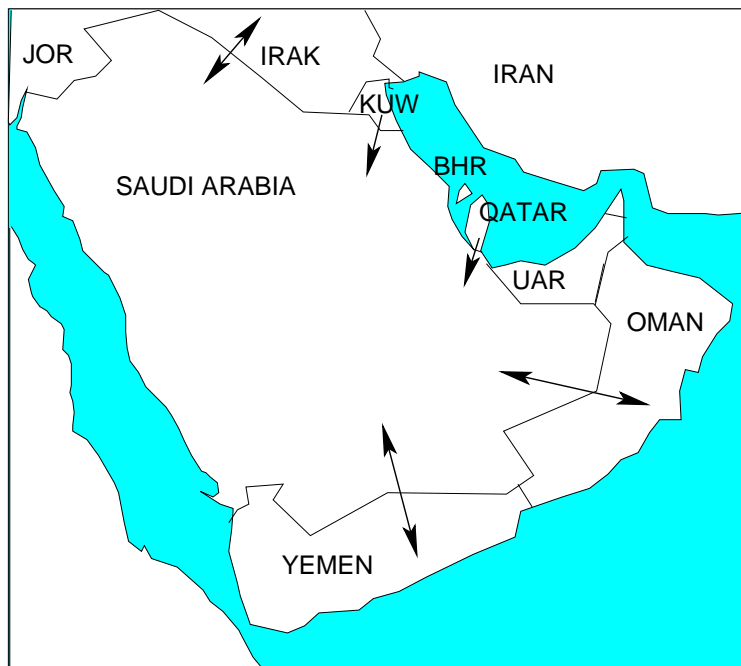 JOR
IRAK
IRAN
KUW
BHR
SAUDI ARABIA
QATAR
UAR
OMAN
YEMEN